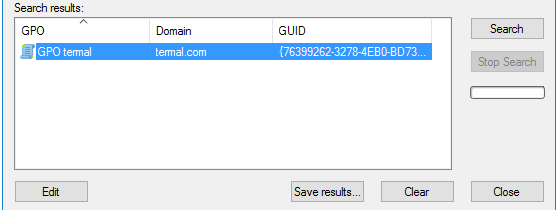 Search results:
GPO Domain GUID
GPO termal termal.com {76399262-3278-4EB0-BD73...
Search
Stop Search
Edit Save results... Clear Close